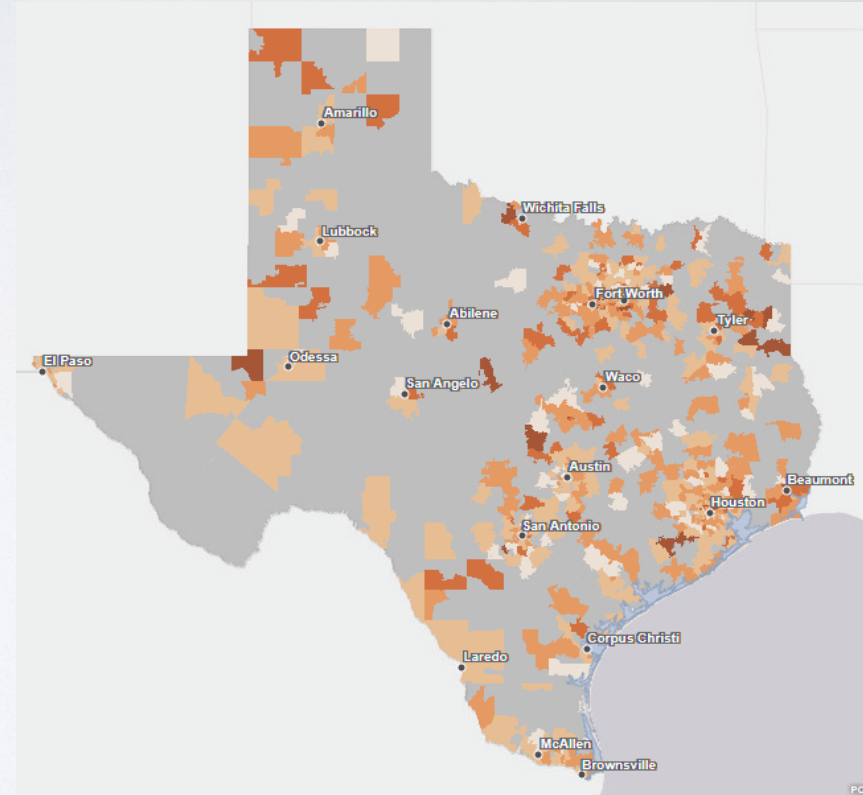 Amarillo
Wichita Falls
Lubbock
Fort Worth
Abilene
Tyler
El Paso
Odessa
San Angelo
Waco
Austin
Beaumont
Houston
San Antonio
Corpus Christi
Laredo
McAllen
Brownsville
PO